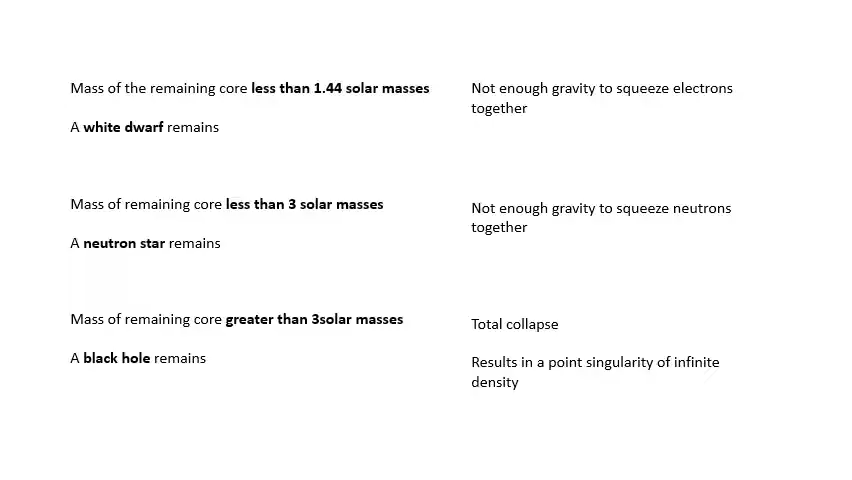 Mass of the remaining core less than 1.44 solar masses
A white dwarf remains
Not enough gravity to squeeze electrons
together
Mass of remaining core less than 3 solar masses
A neutron star remains
Not enough gravity to squeeze neutrons
together
Mass of remaining core greater than 3solar masses
A black hole remains
Total collapse
Results in a point singularity of infinite
density